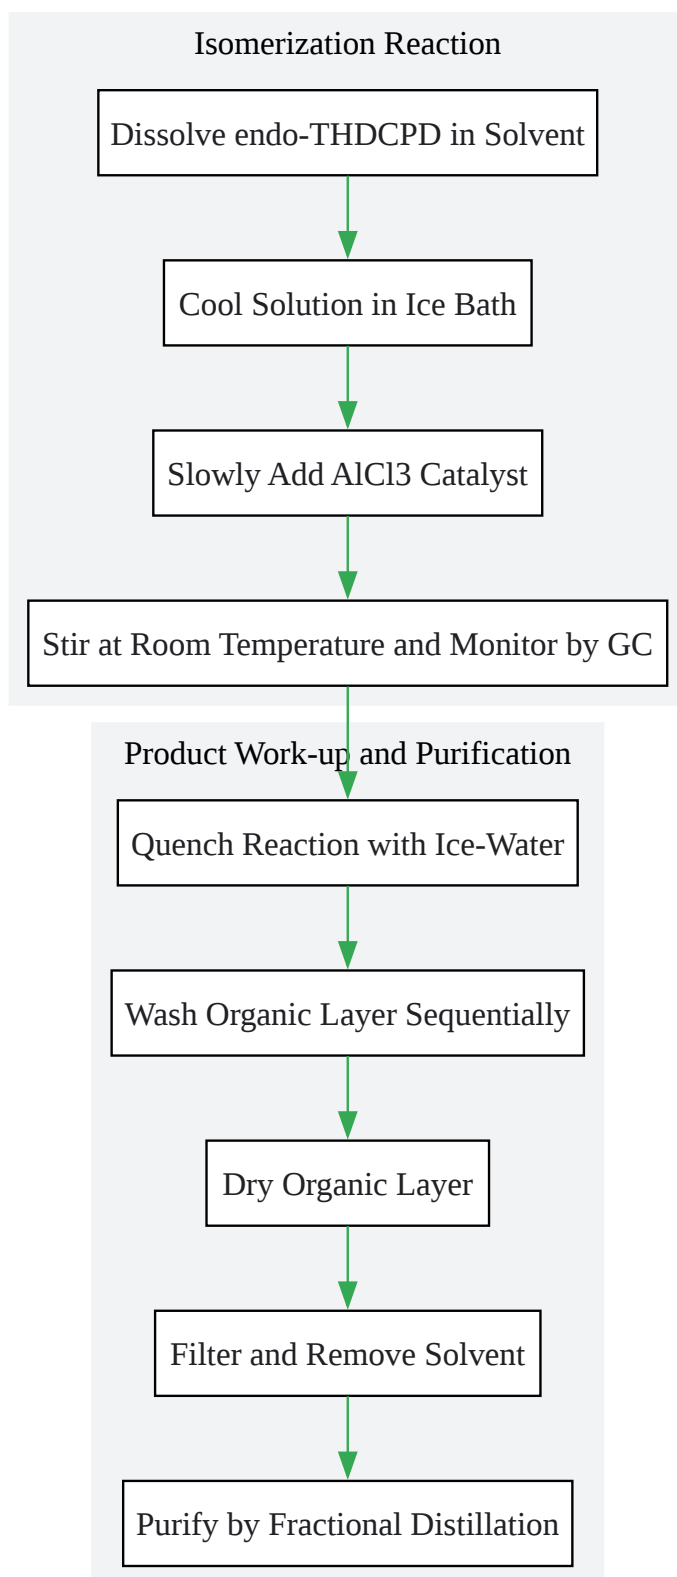 Isomerization Reaction
Dissolve endo-THDCPD in Solvent
Cool Solution in Ice Bath
Slowly Add AlCl3 Catalyst
Stir at Room Temperature and Monitor by GC
Product Work-up and Purification
Quench Reaction with Ice-Water
Wash Organic Layer Sequentially
Dry Organic Layer
Filter and Remove Solvent
Purify by Fractional Distillation